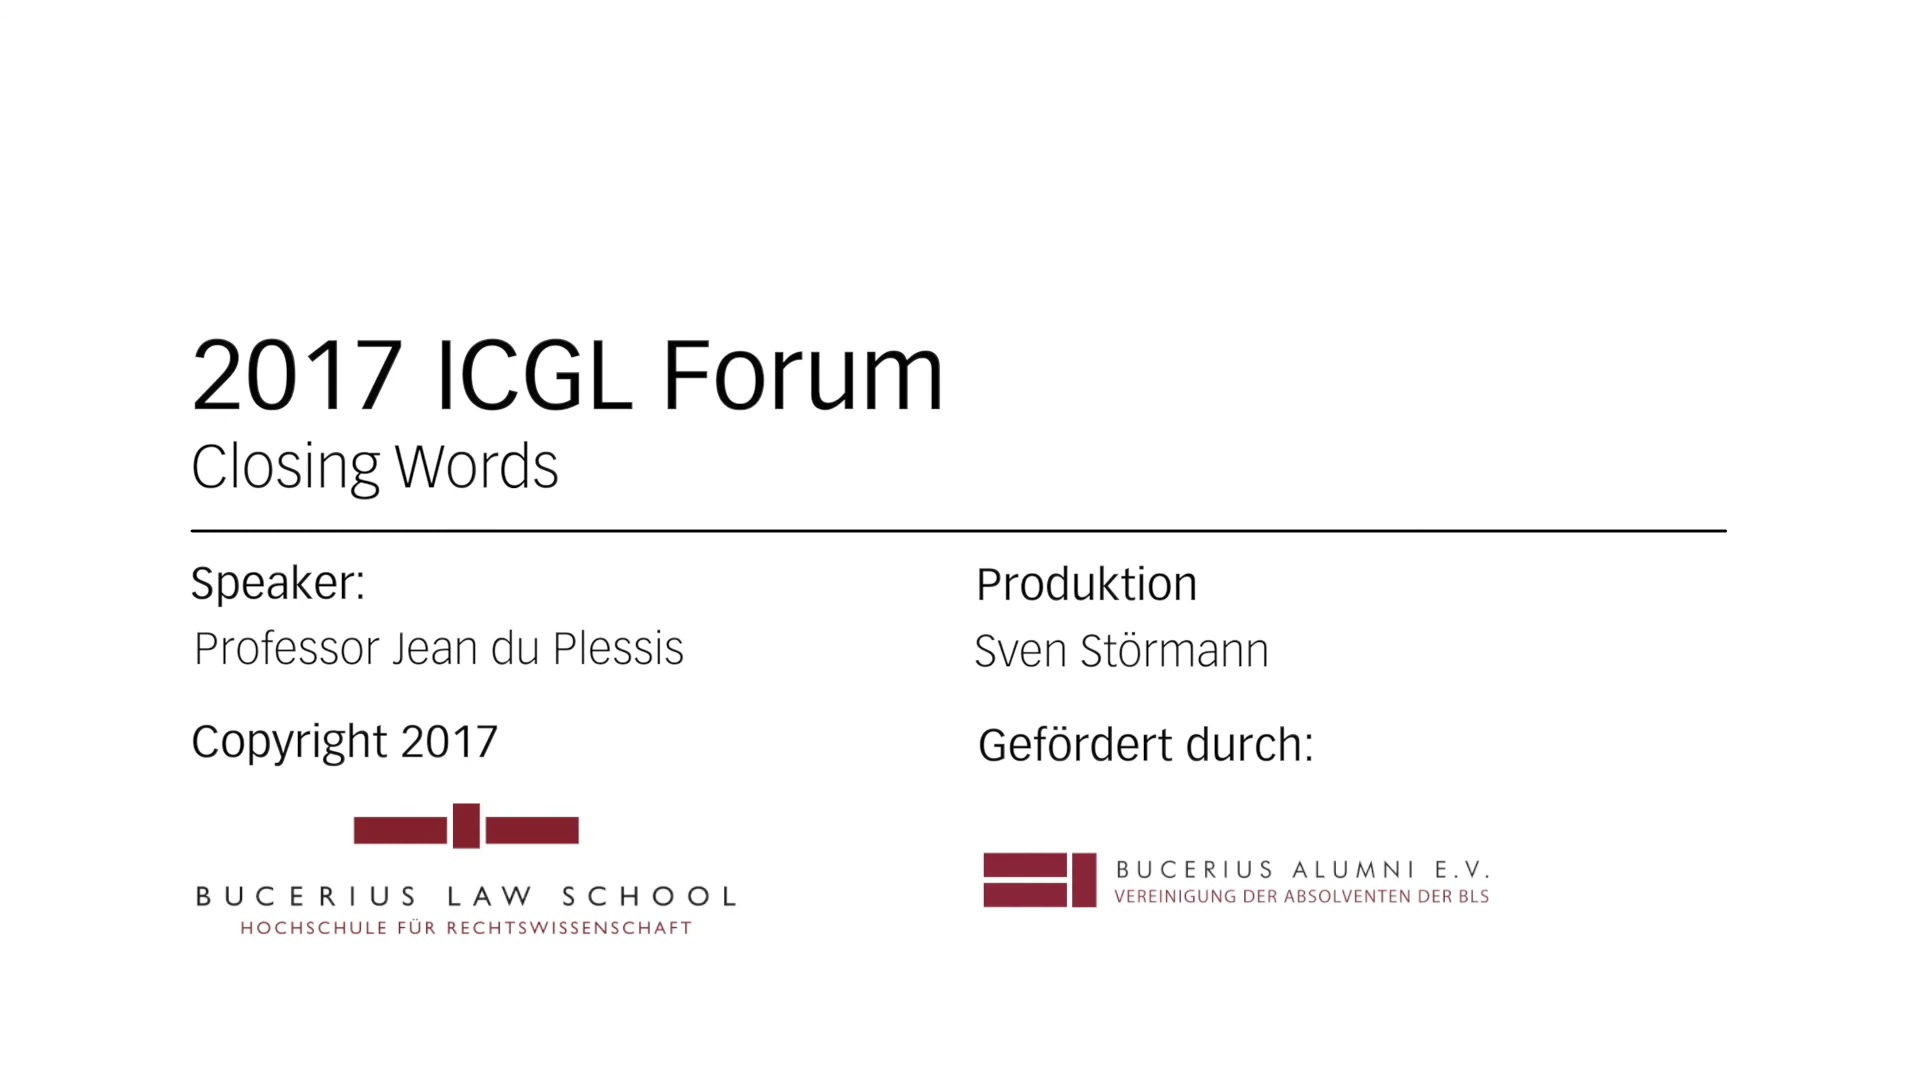 2017 ICGL Forum
Closing Words
Speaker:
Professor Jean du Plessis
Produktion
Sven Störmann
Copyright 2017
BUCERIUS LAW SCHOOL
HOCHSCHULE FÜR RECHTSWISSENSCHAFT
Gefördert durch:
BUCERIUS ALUMNI E.V.
VEREINIGUNG DER ABSOLVENTEN DER BLS